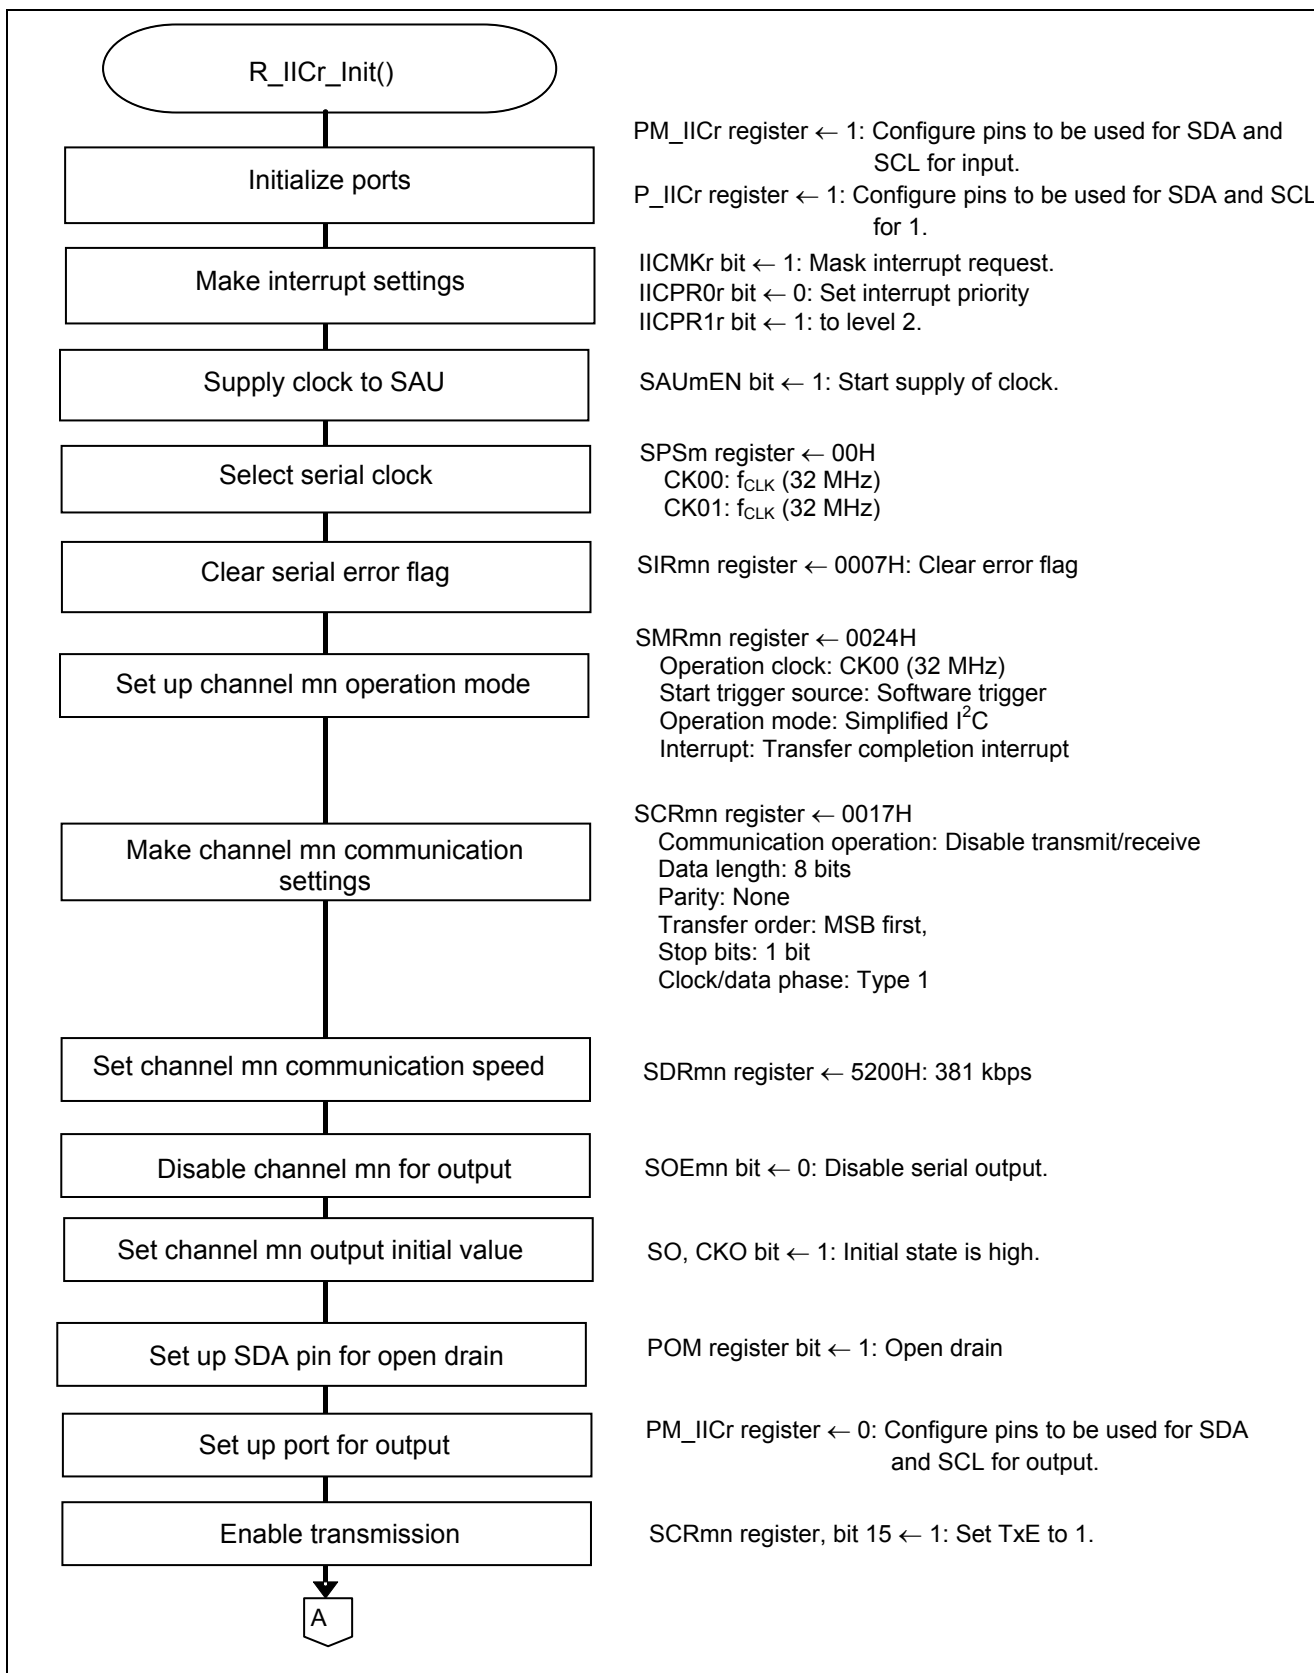 R_IICr_Init()
PM_IICr register ← 1: Configure pins to be used for SDA and
SCL for input.
Initialize ports
P_IICr register ← 1: Configure pins to be used for SDA and SCL
for 1.
Make interrupt settings
IICMKr bit ← 1: Mask interrupt request.
IICPR0r bit ← 0: Set interrupt priority
IICPR1r bit ← 1: to level 2.
Supply clock to SAU
SAUmEN bit ← 1: Start supply of clock.
Select serial clock
SPSm register ← 00H
CK00: fCLK (32 MHz)
CK01: fCLK (32 MHz)
Clear serial error flag
SIRmn register ← 0007H: Clear error flag
Set up channel mn operation mode
SMRmn register ← 0024H
Operation clock: CK00 (32 MHz)
Start trigger source: Software trigger
Operation mode: Simplified I²C
Interrupt: Transfer completion interrupt
Make channel mn communication
settings
SCRmn register ← 0017H
Communication operation: Disable transmit/receive
Data length: 8 bits
Parity: None
Transfer order: MSB first,
Stop bits: 1 bit
Clock/data phase: Type 1
Set channel mn communication speed
SDRmn register ← 5200H: 381 kbps
Disable channel mn for output
SOEmn bit ← 0: Disable serial output.
Set channel mn output initial value
SO, CKO bit ← 1: Initial state is high.
Set up SDA pin for open drain
POM register bit ← 1: Open drain
Set up port for output
PM_IICr register ← 0: Configure pins to be used for SDA
and SCL for output.
Enable transmission
SCRmn register, bit 15 ← 1: Set TxE to 1.
A